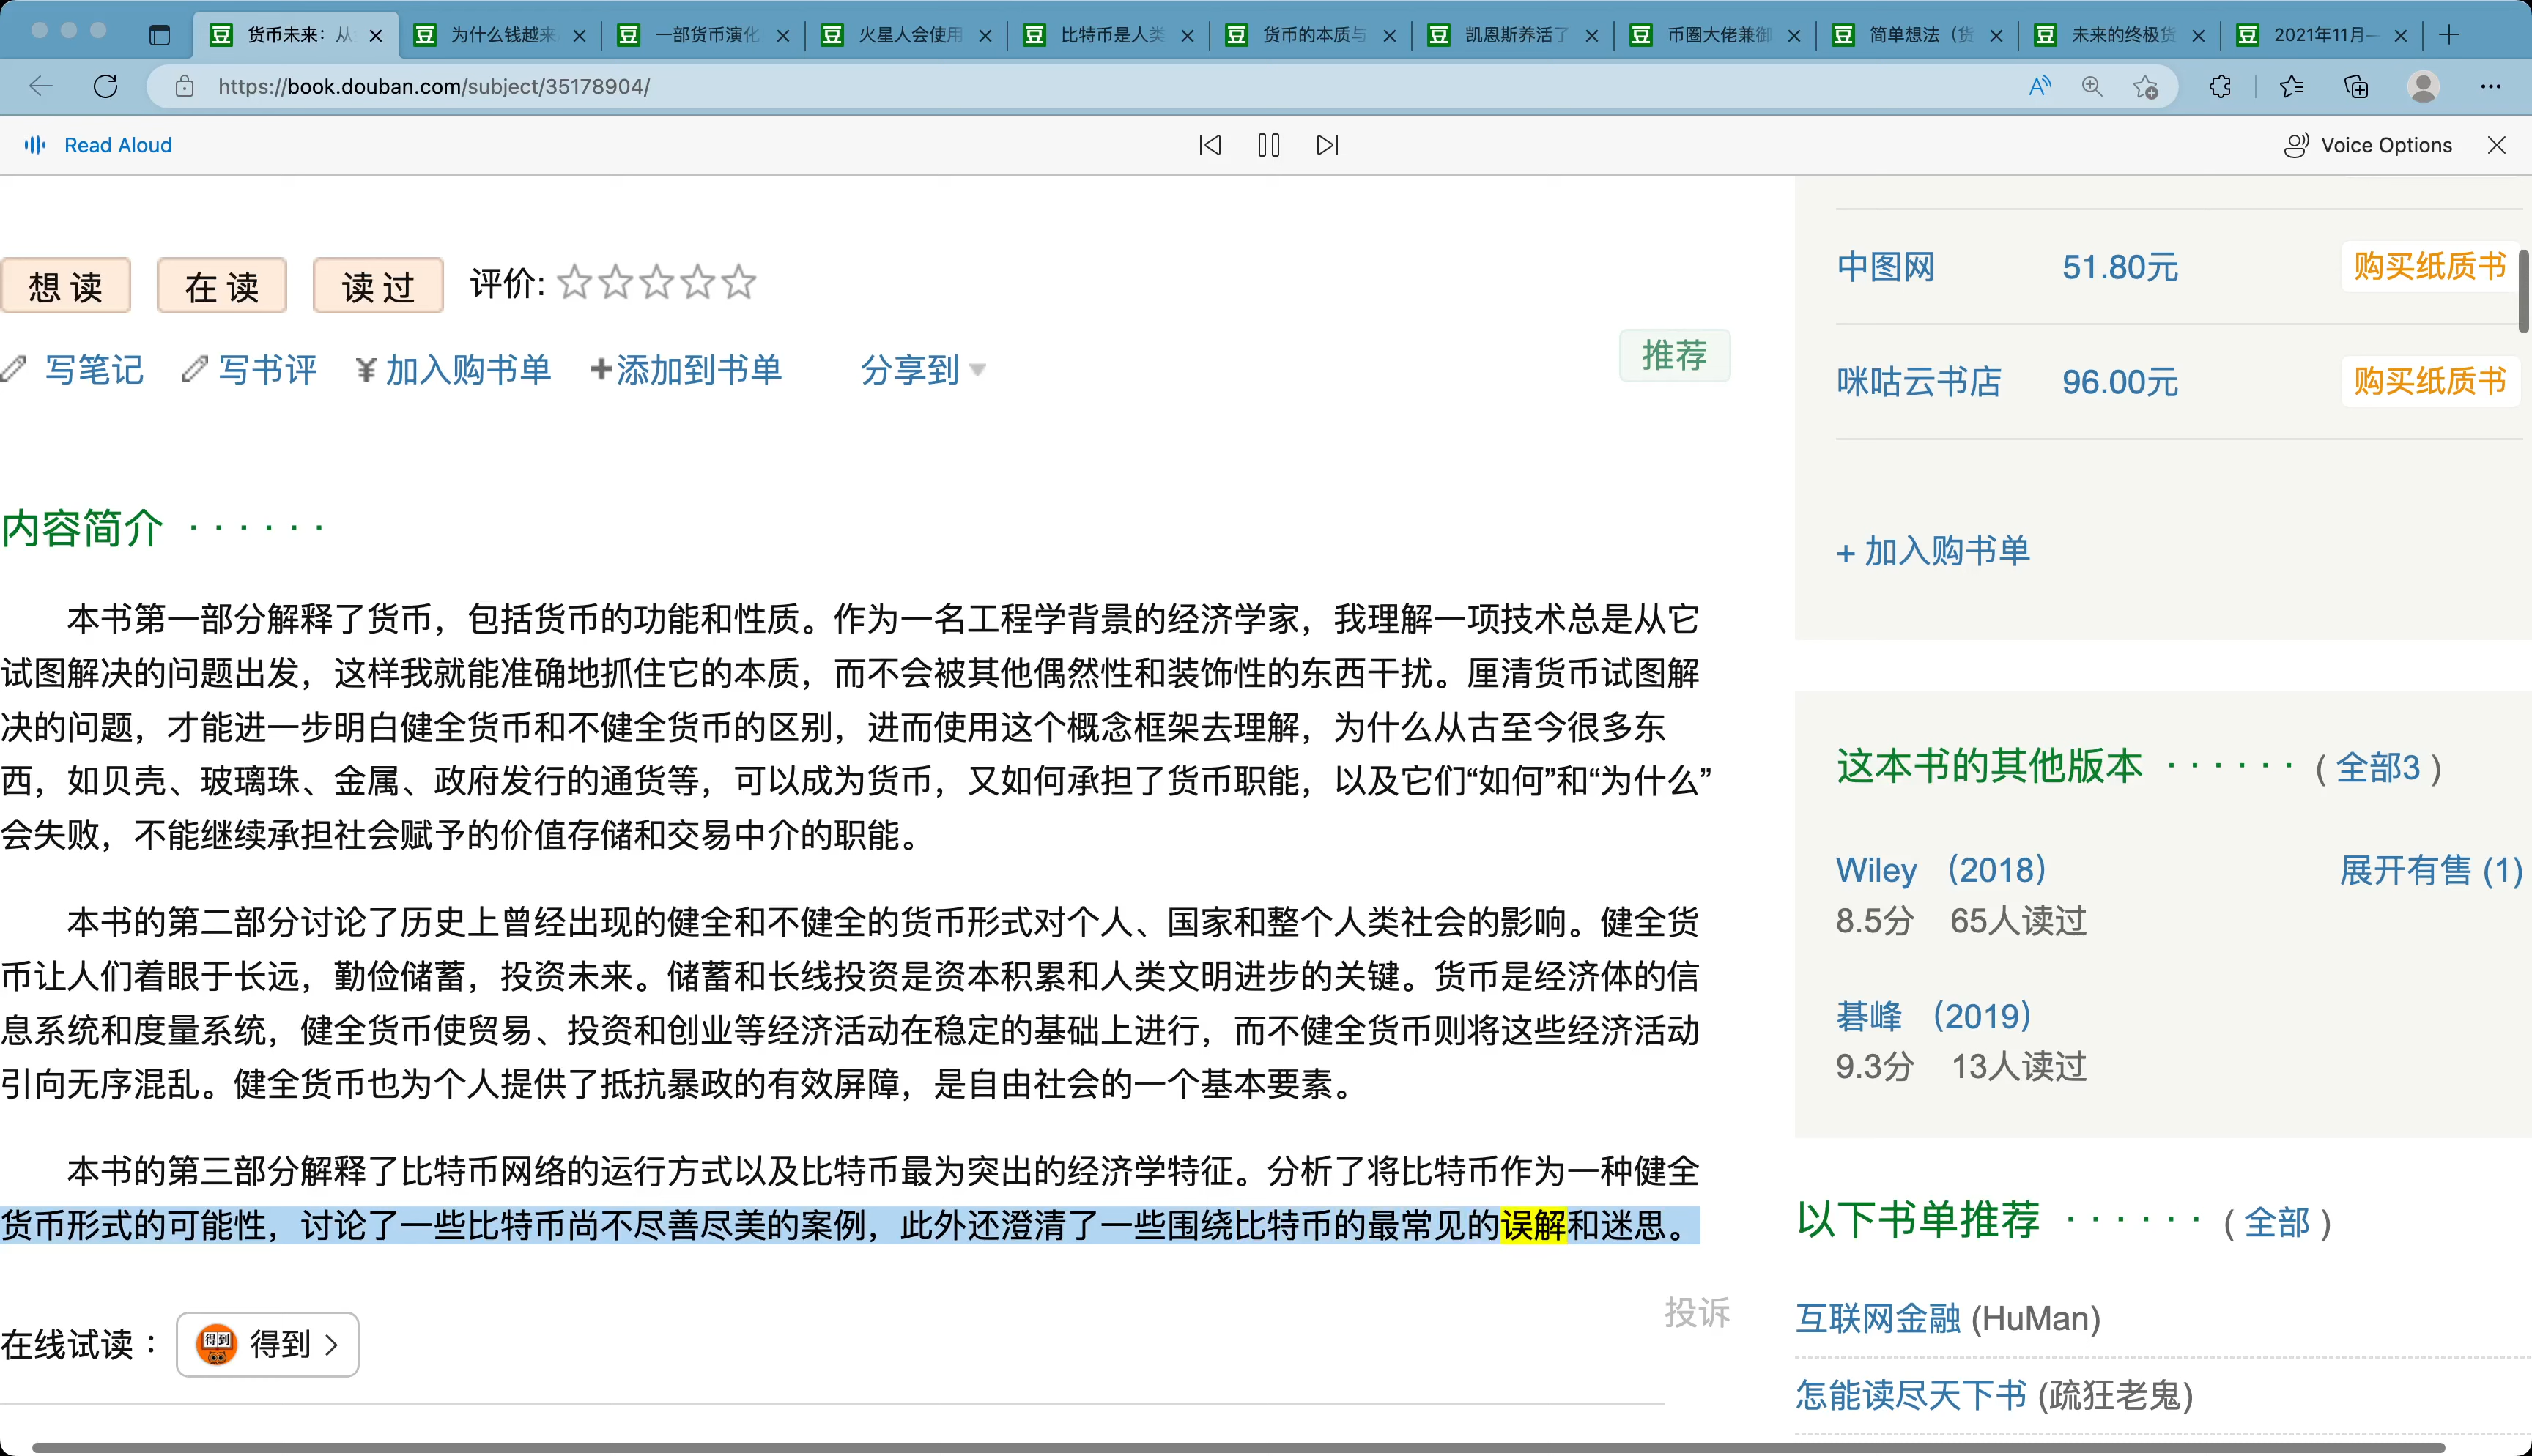 货币未来：从
为什么钱越来
一部货币演化
火星人会使用
比特币是人类
货币的本质与
凯恩斯养活了
币圈大佬兼御
简单想法（货
未来的终极货
2021年11月一
https://book.douban.com/subject/35178904/
Read Aloud
Voice Options
想读 在读 读过 评价:
写笔记 写书评 ¥加入购书单 +添加到书单 分享到
推荐
内容简介 · · · · · ·
本书第一部分解释了货币，包括货币的功能和性质。作为一名工程学背景的经济学家，我理解一项技术总是从它
试图解决的问题出发，这样我就能准确地抓住它的本质，而不会被其他偶然性和装饰性的东西干扰。厘清货币试图解
决的问题，才能进一步明白健全货币和不健全货币的区别，进而使用这个概念框架去理解，为什么从古至今很多东
西，如贝壳、玻璃珠、金属、政府发行的通货等，可以成为货币，又如何承担了货币职能，以及它们“如何”和“为什么”
会失败，不能继续承担社会赋予的价值存储和交易中介的职能。
本书的第二部分讨论了历史上曾经出现的健全和不健全的货币形式对个人、国家和整个人类社会的影响。健全货
币让人们着眼于长远，勤俭储蓄，投资未来。储蓄和长线投资是资本积累和人类文明进步的关键。货币是经济体的信
息系统和度量系统，健全货币使贸易、投资和创业等经济活动在稳定的基础上进行，而不健全货币则将这些经济活动
引向无序混乱。健全货币也为个人提供了抵抗暴政的有效屏障，是自由社会的一个基本要素。
本书的第三部分解释了比特币网络的运行方式以及比特币最为突出的经济学特征。分析了将比特币作为一种健全
货币形式的可能性，讨论了一些比特币尚不尽善尽美的案例，此外还澄清了一些围绕比特币的最常见的误解和迷思。
投诉
在线试读： 得到 得到 >
中图网 51.80元 购买纸质书
咪咕云书店 96.00元 购买纸质书
+ 加入购书单
这本书的其他版本 · · · · · · ( 全部3 )
Wiley （2018） 展开有售 (1)
8.5分 65人读过
碁峰 （2019）
9.3分 13人读过
以下书单推荐 · · · · · · ( 全部 )
互联网金融 (HuMan)
怎能读尽天下书 (疏狂老鬼)